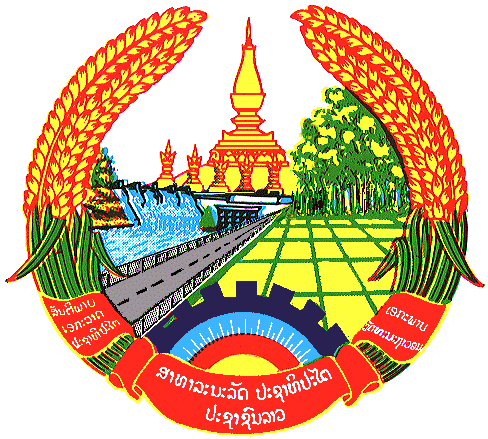 ສັນຕິພາບ
ເອກະລາດ
ປະຊາທິປະໄຕ
ສາທາລະນະລັດ ປະຊາທິປະໄຕ
ປະຊາຊົນລາວ
ເອກະພາບ
ວັດທະນະຖາວອນ